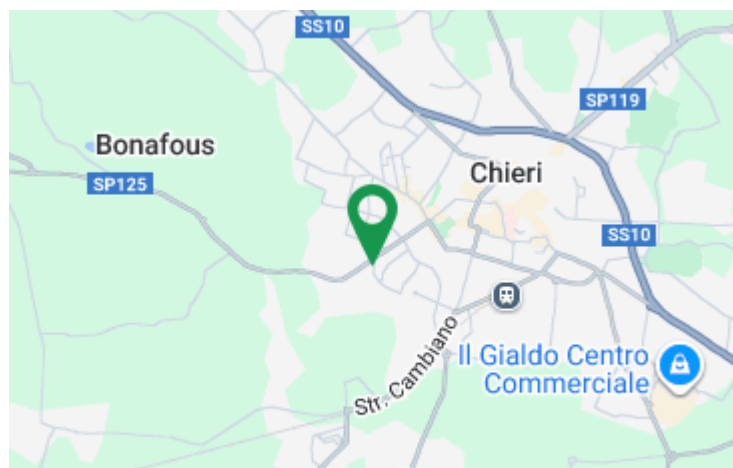 SS10
SP119
Bonafous
Chieri
SP125
SS10
Str. Cambiano
Il Gialdo Centro
Commerciale